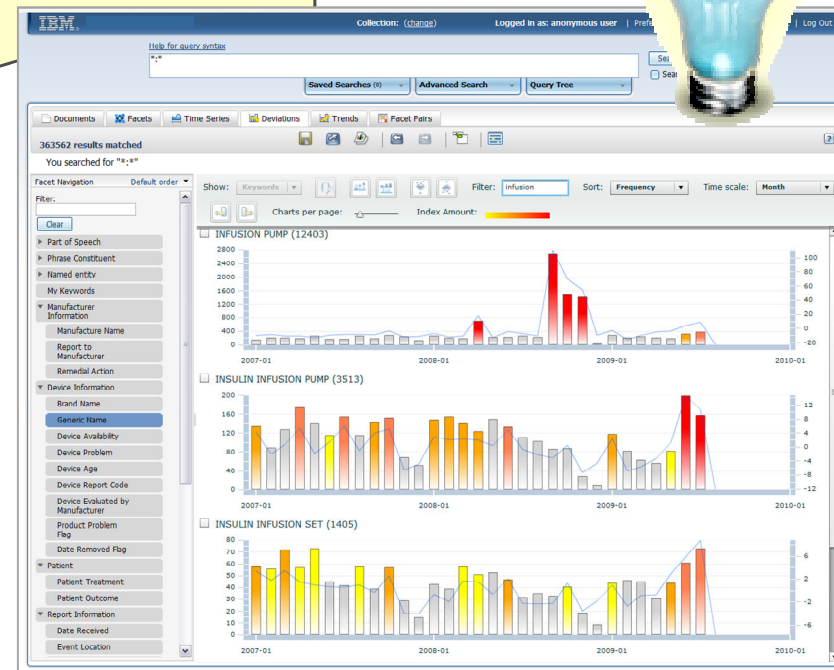 IBM.
Collection: (change) Logged in as: anonymous user | Log Out
Help for query syntax
*:*
Saved Searches (0) Advanced Search Query Tree
Documents Facets Time Series Deviations Trends Facet Pairs
363562 results matched
You searched for "*:*"
Facet Navigation Default order
Show: Keywords Filter: infusion Sort: Frequency Time scale: Month
Filter:
Charts per page: Index Amount:
Clear
Part of Speech
Phrase Constituent
Named entity
My Keywords
Manufacturer
Information
Manufacture Name
Report to
Manufacturer
Remedial Action
Device Information
Brand Name
Generic Name
Device Availability
Device Problem
Device Age
Device Report Code
Device Evaluated by
Manufacturer
Product Problem
Flag
Date Removed Flag
Patient
Patient Treatment
Patient Outcome
Report Information
Date Received
Event Location
INFUSION PUMP (12403)
2800
2400
2000
1600
1200
800
400
0
100
80
60
40
20
0
-20
2007-01 2008-01 2009-01 2010-01
INSULIN INFUSION PUMP (3513)
200
160
120
80
40
0
12
8
4
0
-4
-8
-12
2007-01 2008-01 2009-01 2010-01
INSULIN INFUSION SET (1405)
80
70
60
50
40
30
20
10
0
6
2
-2
-6
2007-01 2008-01 2009-01 2010-01